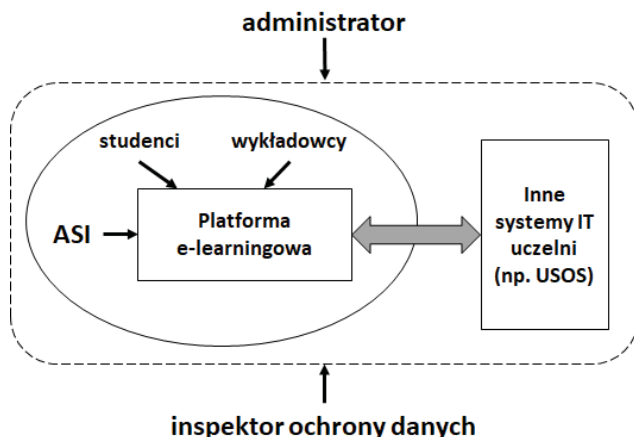 administrator
studenci
wykładowcy
ASI
Platforma
e-learningowa
Inne
systemy IT
uczelni
(np. USOS)
inspektor ochrony danych